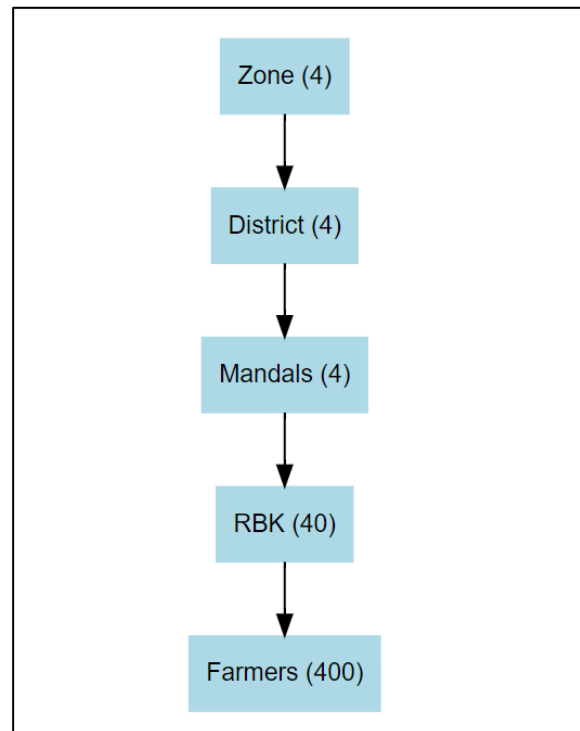 Zone (4)
District (4)
Mandals (4)
RBK (40)
Farmers (400)